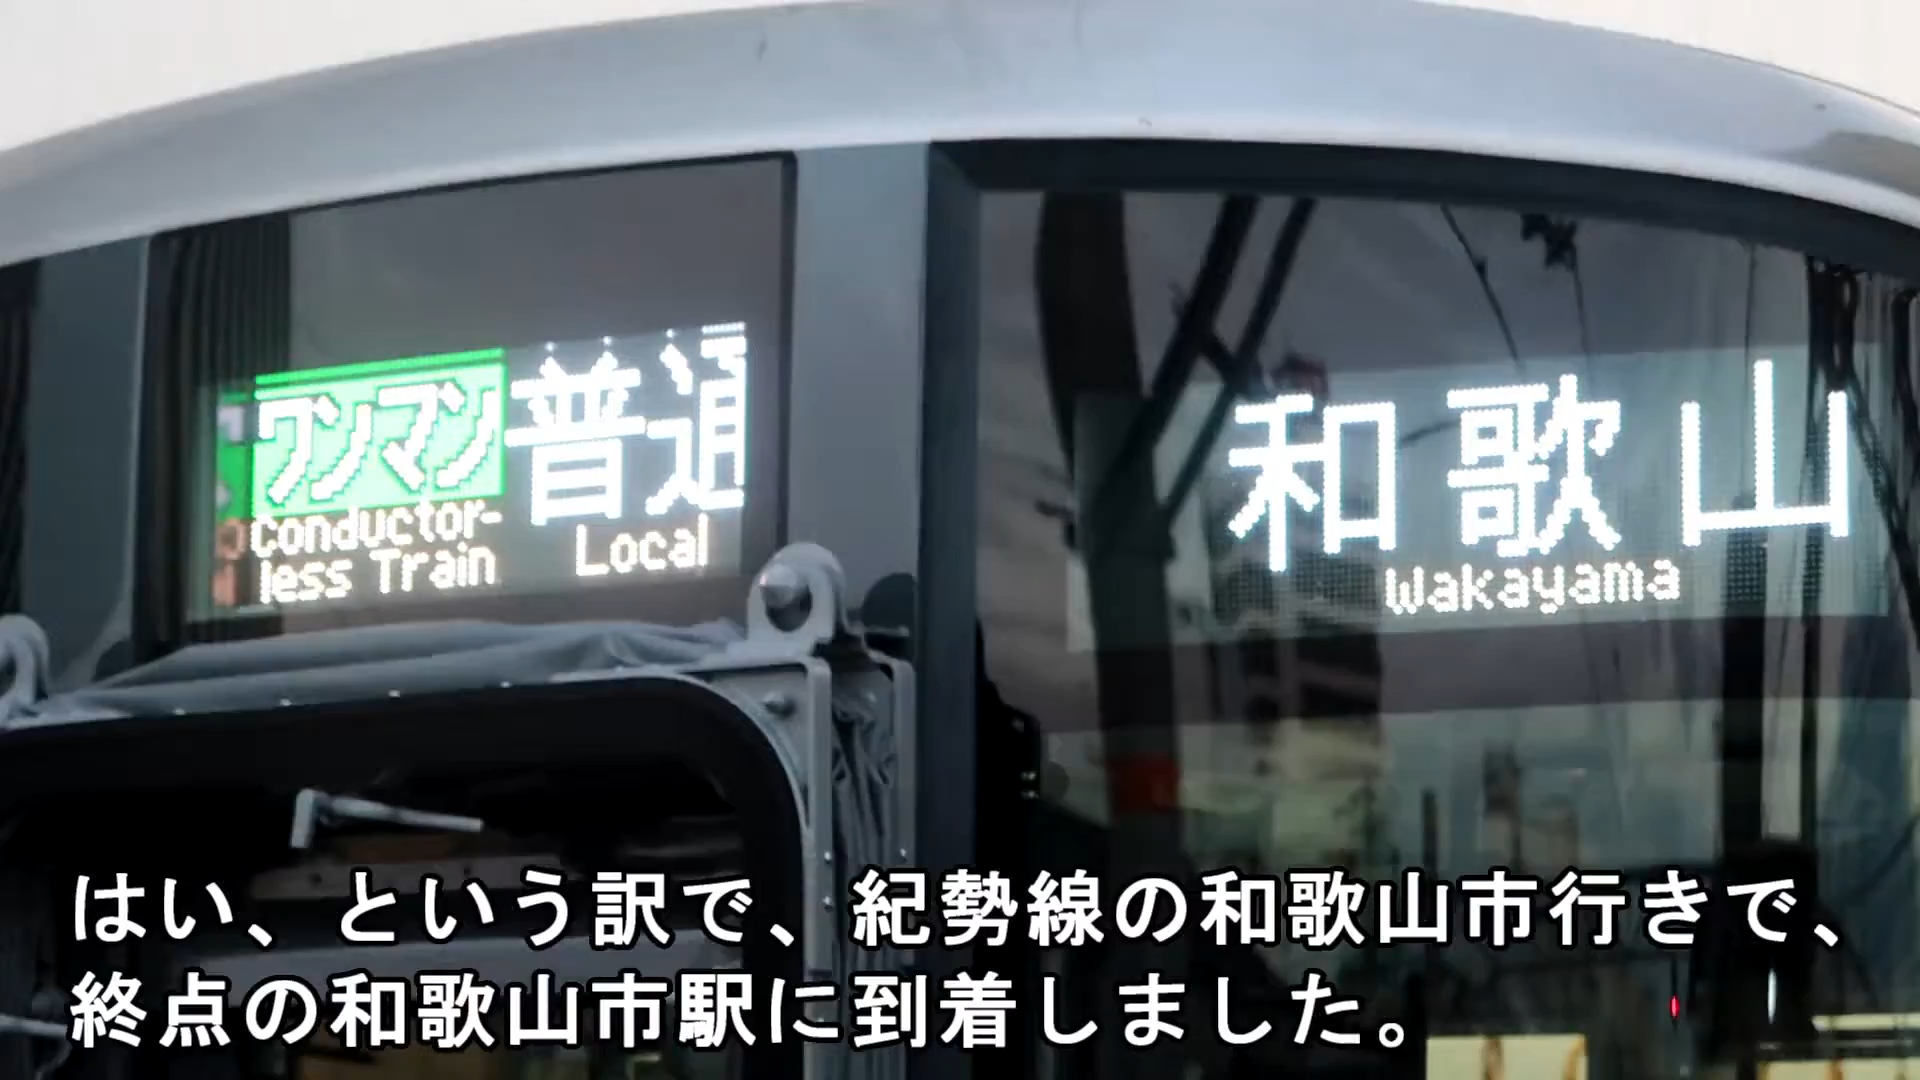 ワンマン 普通
Conductor-
less Train Local
和歌山
Wakayama
はい、という訳で、紀勢線の和歌山市行きで、
終点の和歌山市駅に到着しました。